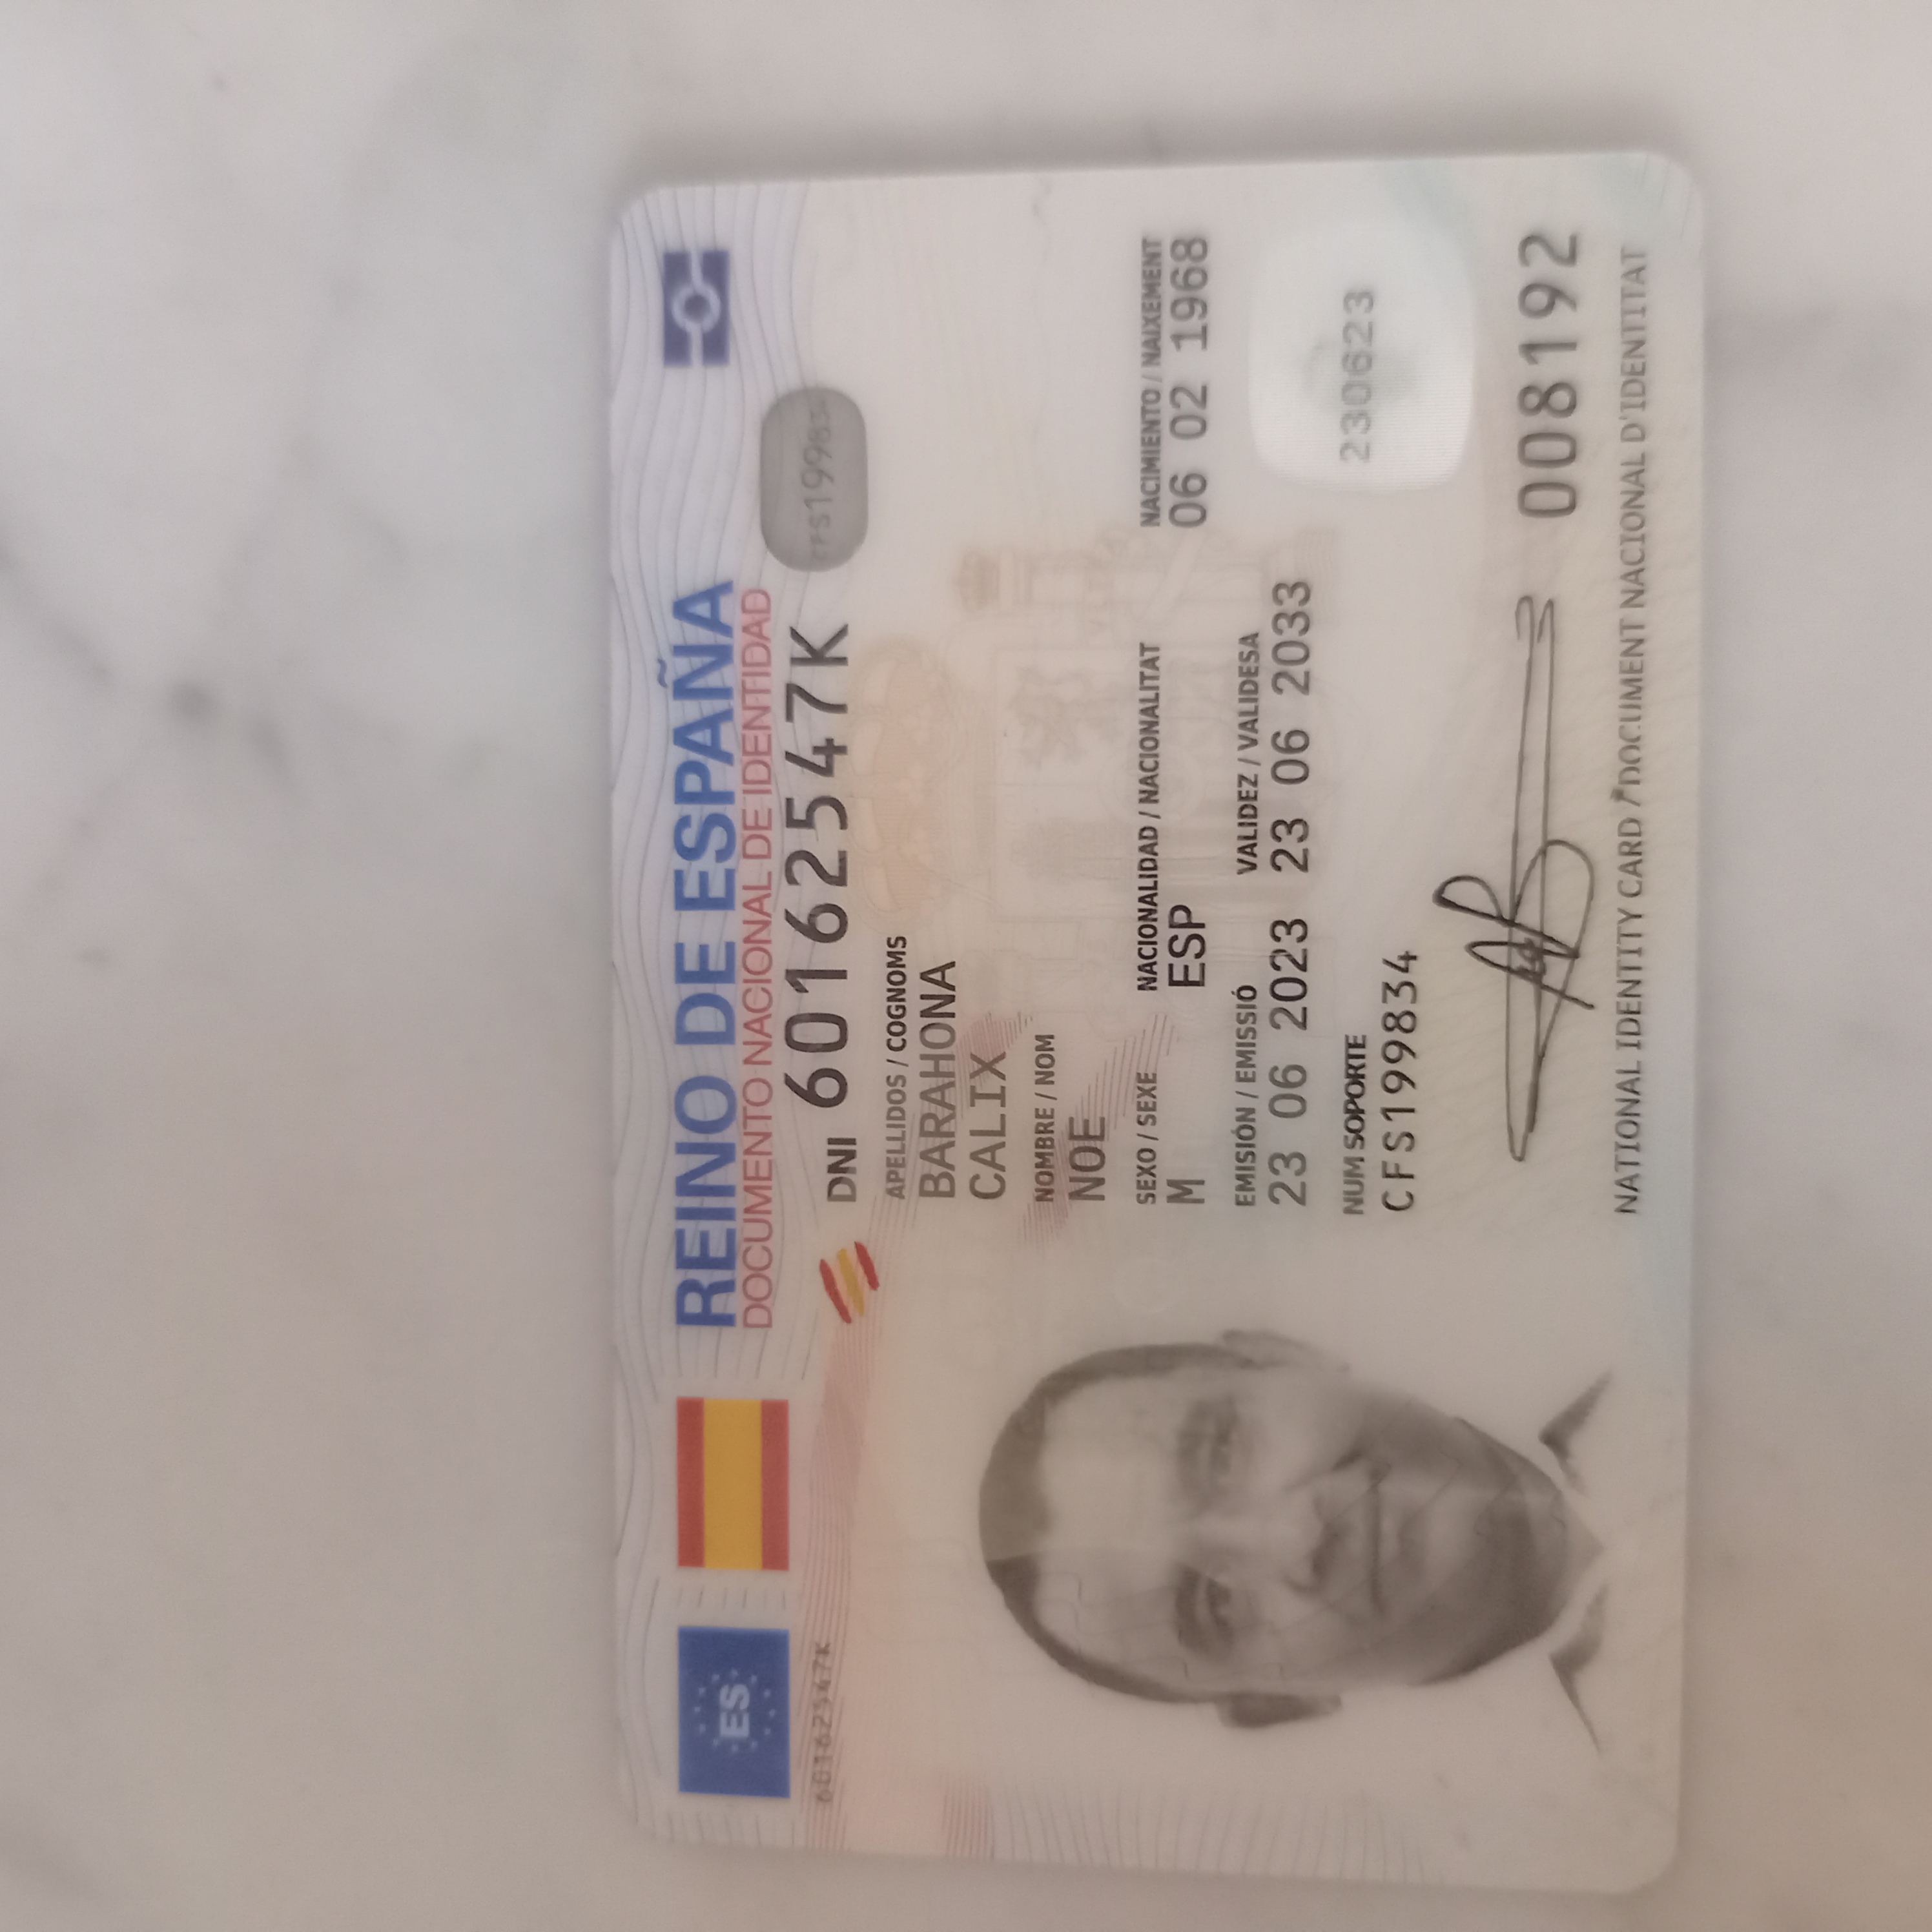 REINO DE ESPAÑA
ES
DOCUMENTO NACIONAL DE IDENTIDAD
60162547K
DNI 60162547K
CFS199834
APELLIDOS / COGNOMS
BARAHONA
CALIX
NOMBRE / NOM
NOE
SEXO / SEXE NACIONALIDAD / NACIONALITAT NACIMIENTO / NAIXEMENT
M ESP 06 02 1968
EMISIÓN / EMISSIÓ VALIDEZ / VALIDESA
23 06 2023 23 06 2033
230623
NUM SOPORTE
CFS199834
008192
NATIONAL IDENTITY CARD / DOCUMENT NACIONAL D'IDENTITAT